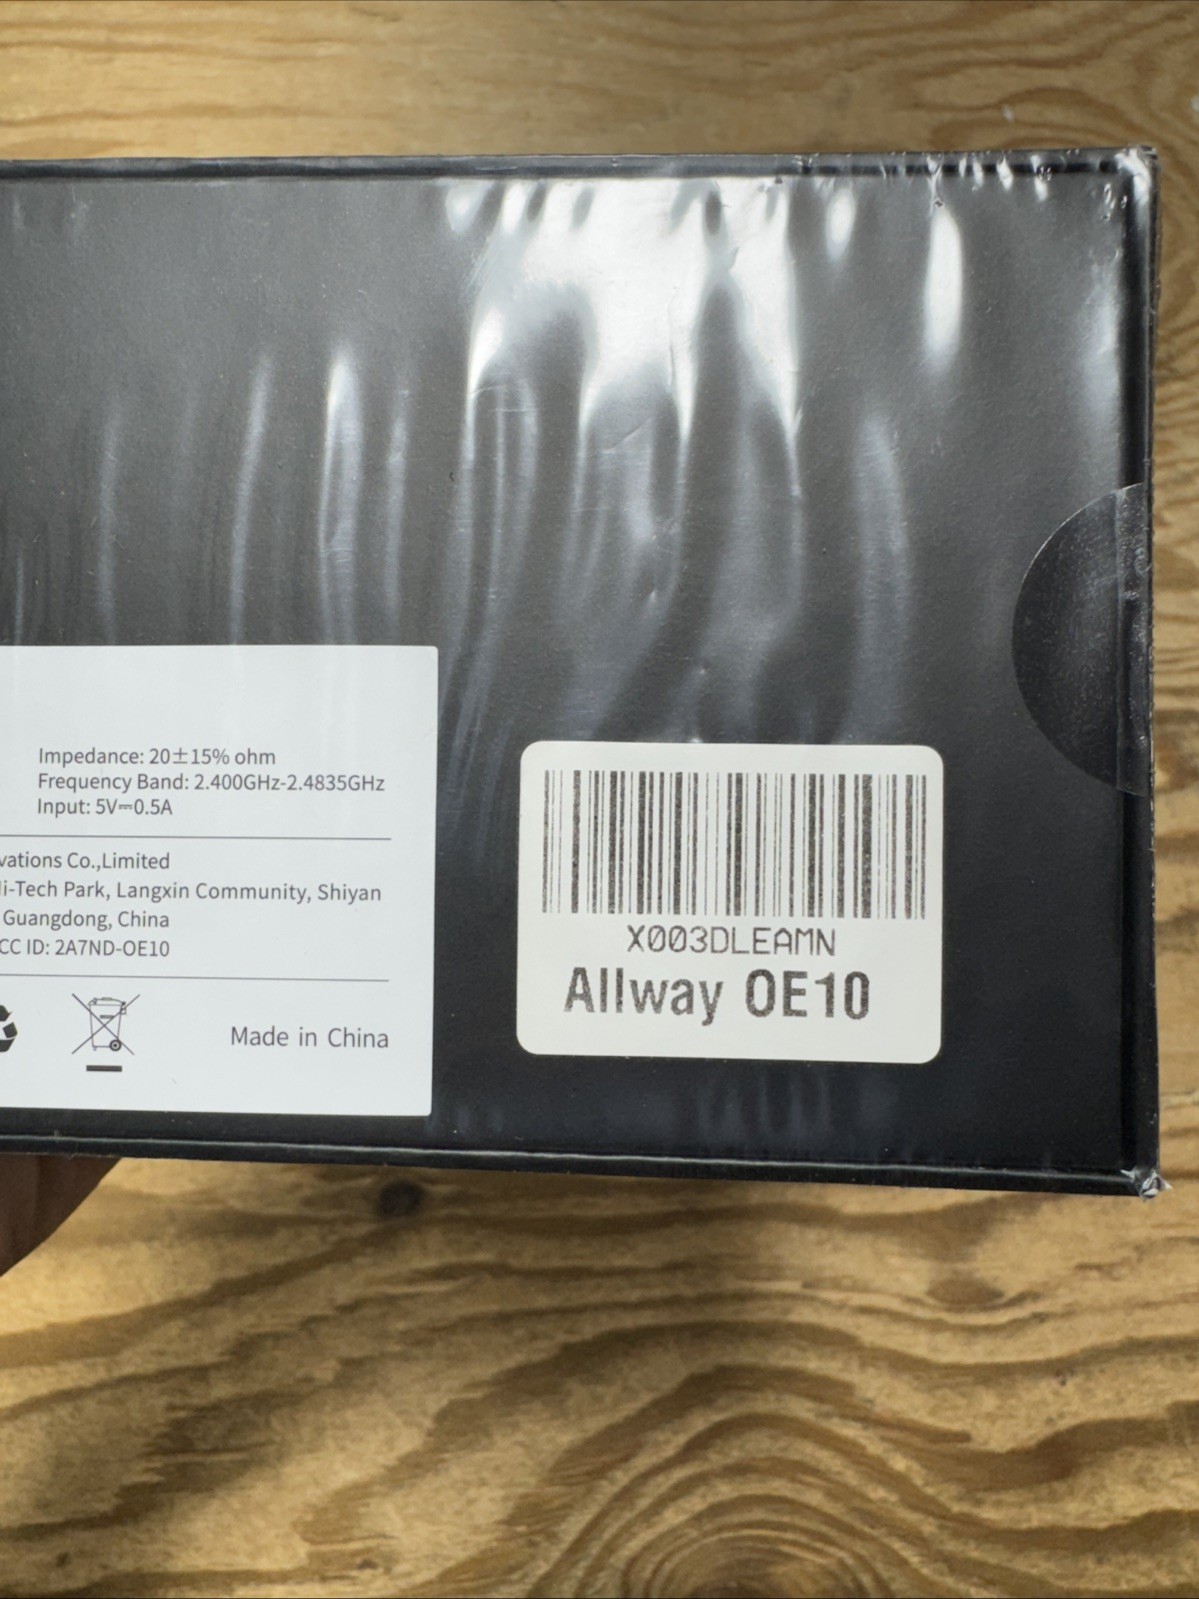 Impedance: 20±15% ohm
Frequency Band: 2.400GHz-2.4835GHz
Input: 5V⎓0.5A
vations Co.,Limited
i-Tech Park, Langxin Community, Shiyan
Guangdong, China
CC ID: 2A7ND-OE10
Made in China
X003DLEAMN
Allway OE10